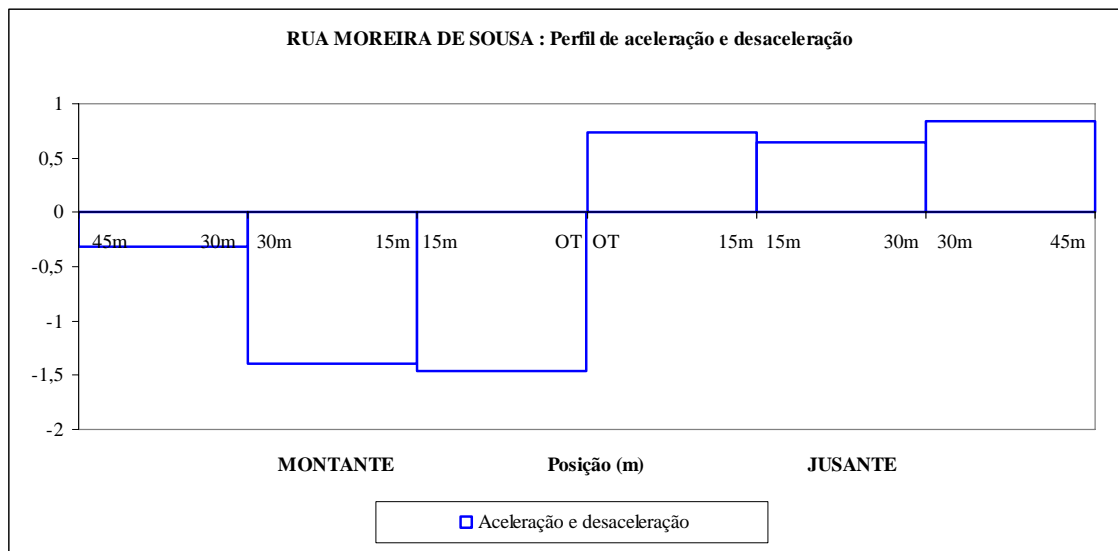 RUA MOREIRA DE SOUSA : Perfil de aceleração e desaceleração
1
0,5
0
-0,5
-1
-1,5
-2
45m 30m 30m 15m 15m OT OT 15m 15m 30m 30m 45m
MONTANTE Posição (m) JUSANTE
Aceleração e desaceleração